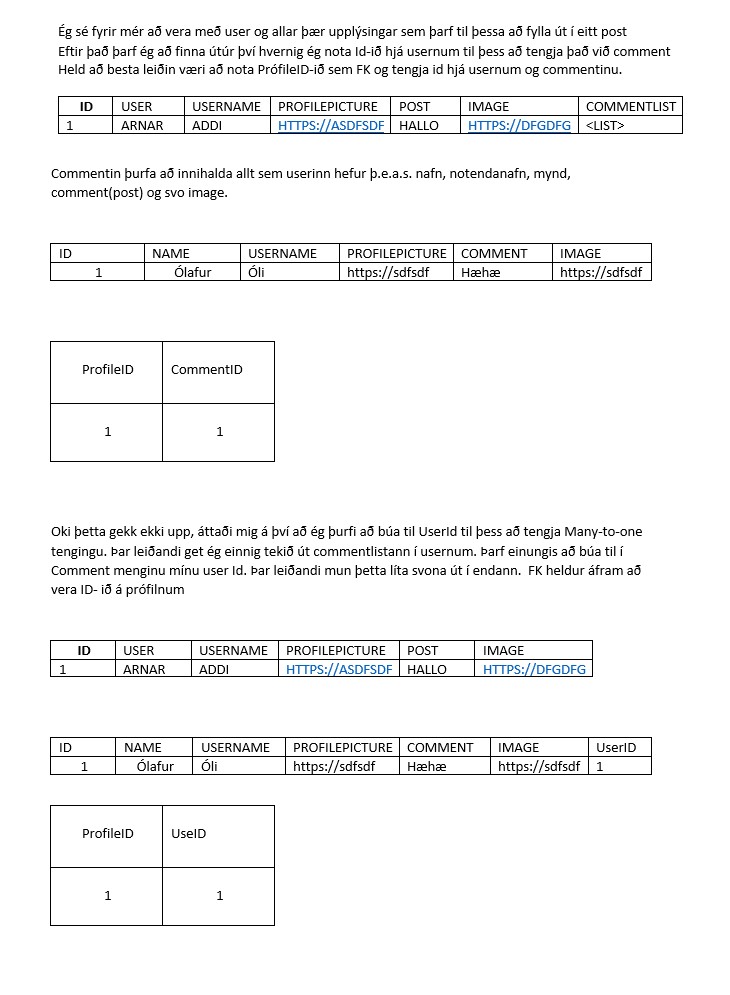 Ég sé fyrir mér að vera með user og allar þær upplýsingar sem þarf til þessa að fylla út í eitt post
Eftir það þarf ég að finna útúr því hvernig ég nota Id-ið hjá usernum til þess að tengja það við comment
Held að besta leiðin væri að nota PrófileID-ið sem FK og tengja id hjá usernum og commentinu.
ID USER USERNAME PROFILEPICTURE POST IMAGE COMMENTLIST
1 ARNAR ADDI HTTPS://ASDFSDF HALLO HTTPS://DFGDFG <LIST>
Commentin þurfa að innihalda allt sem userinn hefur þ.e.a.s. nafn, notendanafn, mynd,
comment(post) og svo image.
ID NAME USERNAME PROFILEPICTURE COMMENT IMAGE
1 Ólafur Óli https://sdfsdf Hæhæ https://sdfsdf
ProfileID CommentID
1 1
Oki þetta gekk ekki upp, áttaði mig á því að ég þurfi að búa til UserId til þess að tengja Many-to-one
tengingu. Þar leiðandi get ég einnig tekið út commentlistann í usernum. Þarf einungis að búa til í
Comment menginu mínu user Id. Þar leiðandi mun þetta líta svona út í endann.  FK heldur áfram að
vera ID- ið á prófilnum
ID USER USERNAME PROFILEPICTURE POST IMAGE
1 ARNAR ADDI HTTPS://ASDFSDF HALLO HTTPS://DFGDFG
ID NAME USERNAME PROFILEPICTURE COMMENT IMAGE UserID
1 Ólafur Óli https://sdfsdf Hæhæ https://sdfsdf 1
ProfileID UseID
1 1